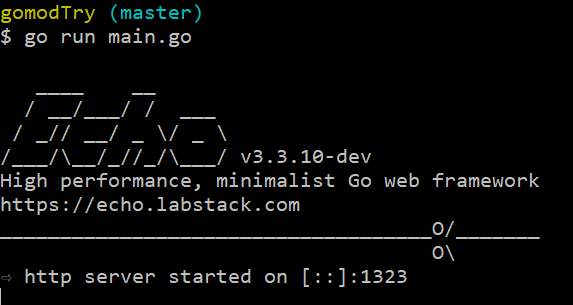 gomodTry (master)
$ go run main.go
   ____    __
  / __/___/ /  ___
 / _// __/ _ \/ _ \
/___/\__/_//_/\___/ v3.3.10-dev
High performance, minimalist Go web framework
https://echo.labstack.com
____________________________________O/_______
                                    O\
⇨ http server started on [::]:1323